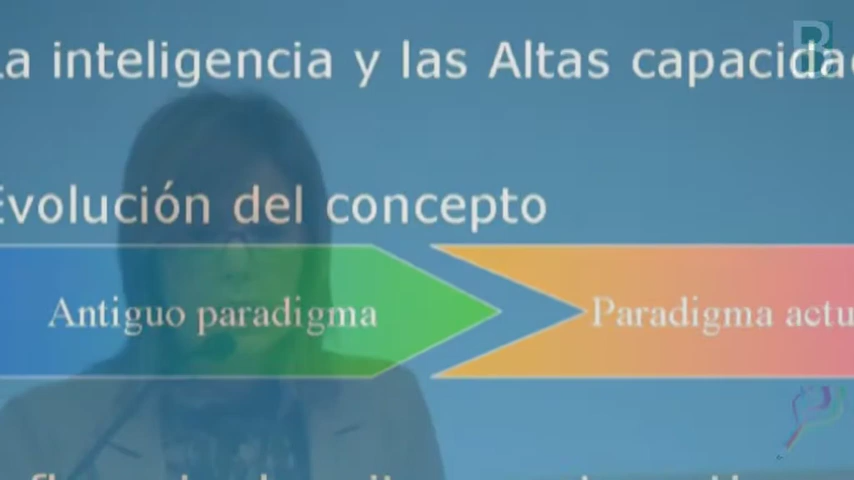 La inteligencia y las Altas capacida
Evolución del concepto
Antiguo paradigma
Paradigma actu
B